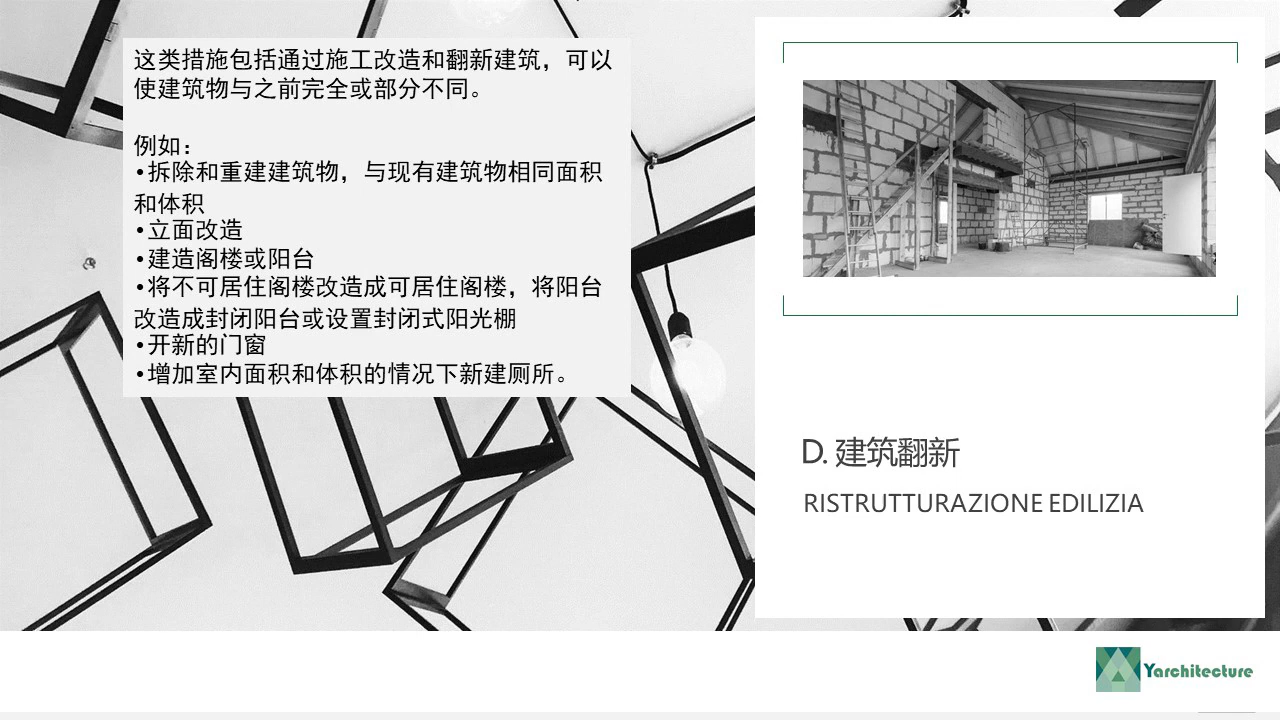 这类措施包括通过施工改造和翻新建筑，可以
使建筑物与之前完全或部分不同。
例如：
•拆除和重建建筑物，与现有建筑物相同面积
和体积
•立面改造
•建造阁楼或阳台
•将不可居住阁楼改造成可居住阁楼，将阳台
改造成封闭阳台或设置封闭式阳光棚
•开新的门窗
•增加室内面积和体积的情况下新建厕所。
D. 建筑翻新
RISTRUTTURAZIONE EDILIZIA
Yarchitecture